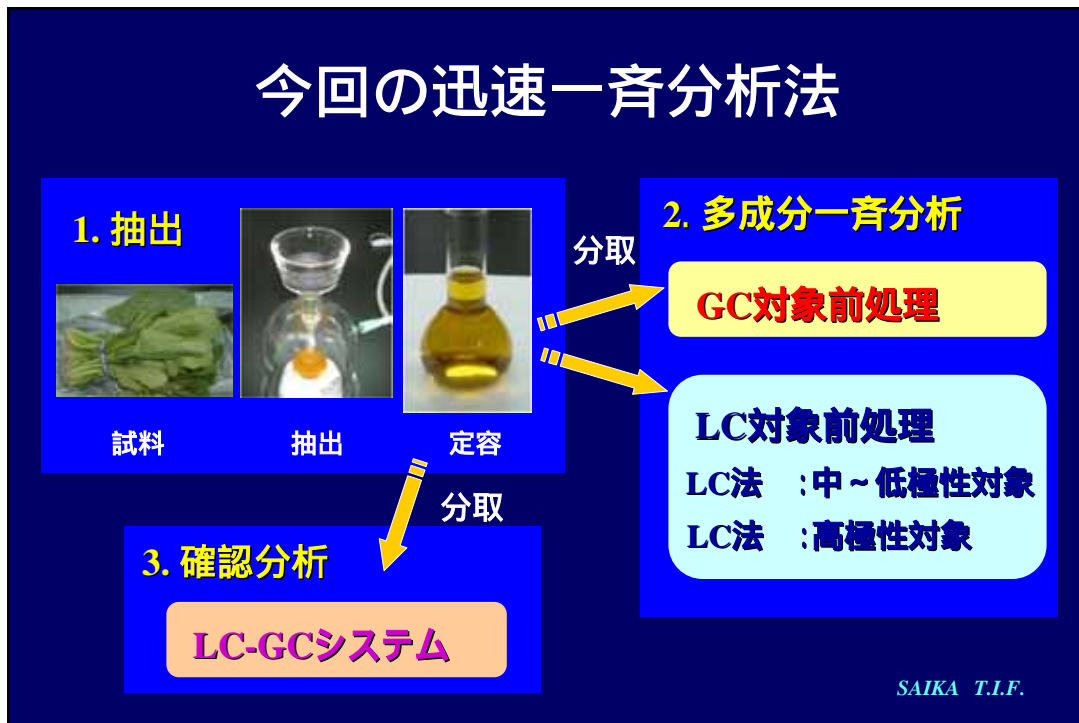 今回の迅速一斉分析法
1. 抽出
試料
抽出
定容
分取
2. 多成分一斉分析
GC対象前処理
LC対象前処理
LC法　:中~低極性対象
LC法　:高極性対象
分取
3. 確認分析
LC-GCシステム
SAIKA T.I.F.